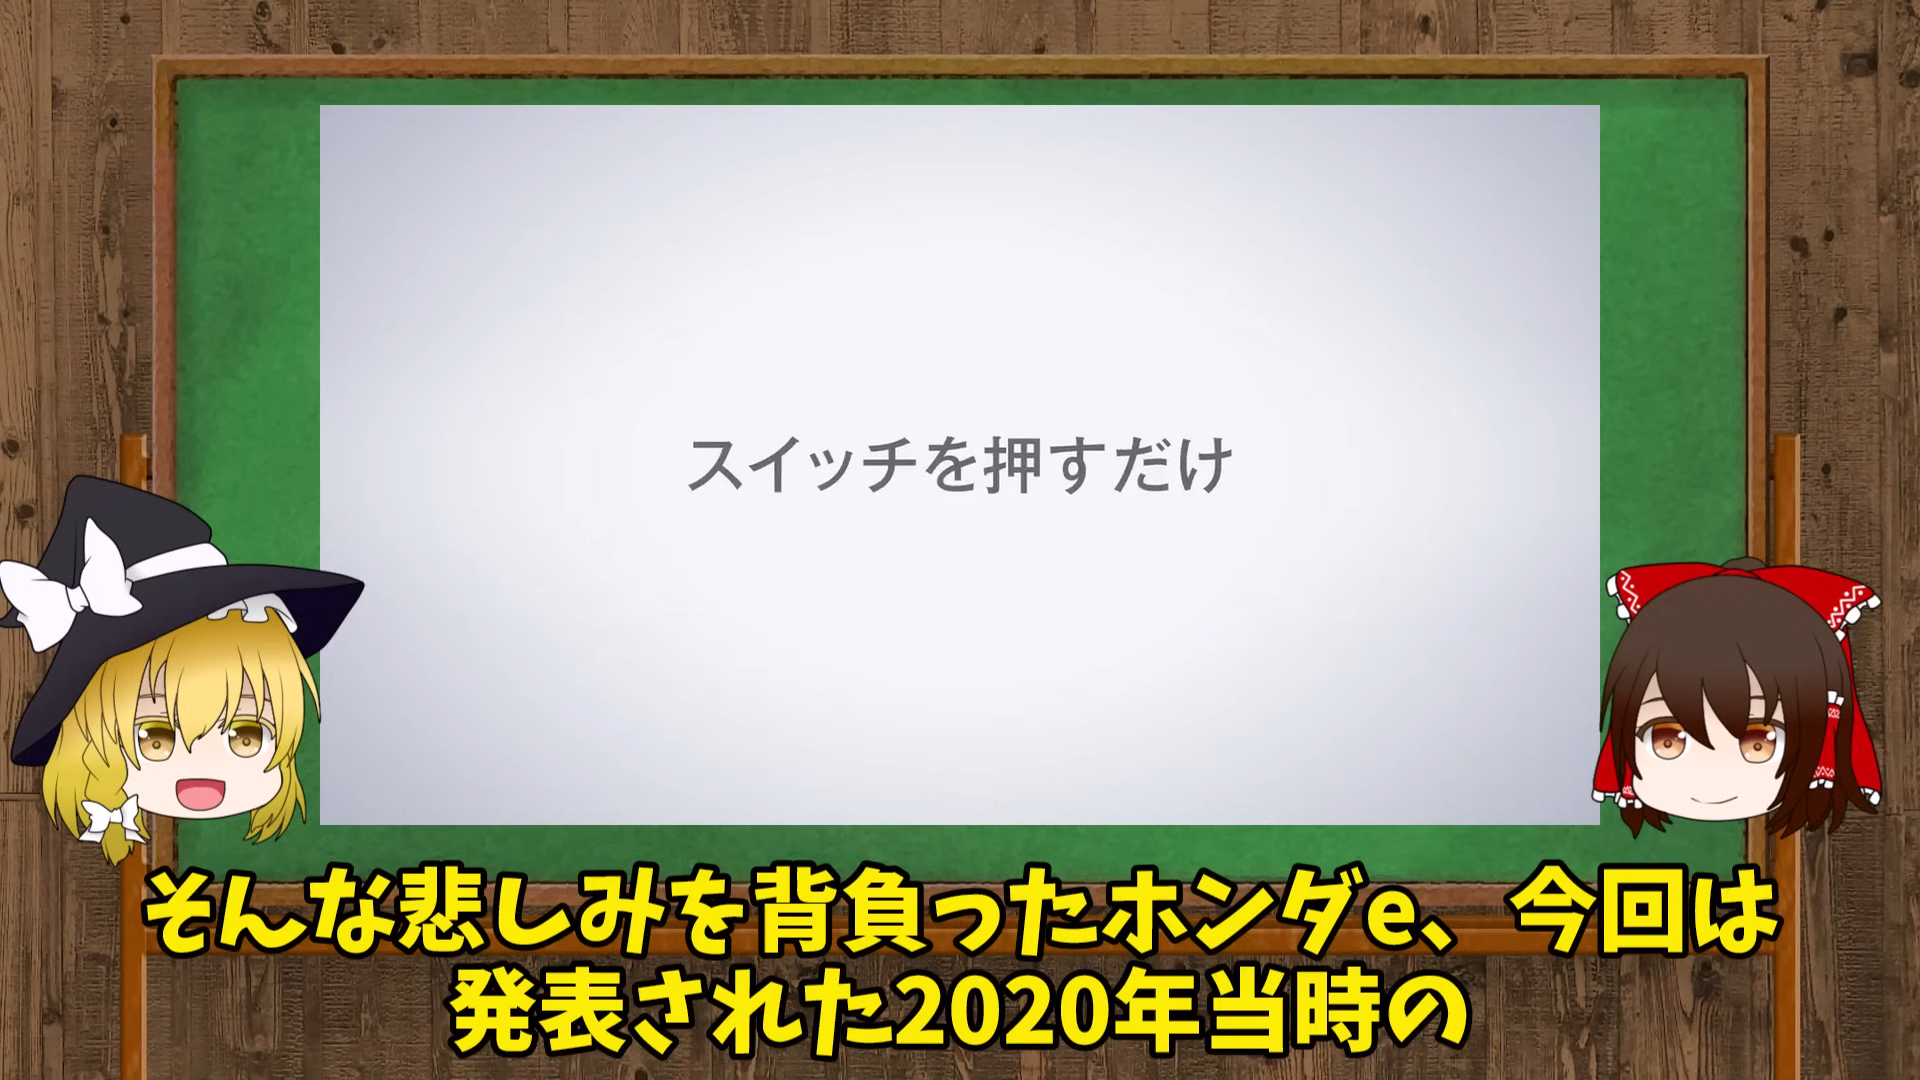 スイッチを押すだけ
そんな悲しみを背負ったホンダe、今回は
発表された2020年当時の